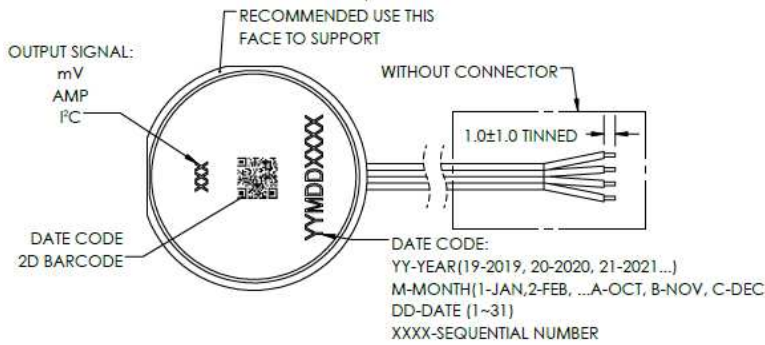 RECOMMENDED USE THIS
FACE TO SUPPORT
OUTPUT SIGNAL:
mV
AMP
I²C
WITHOUT CONNECTOR
1.0±1.0 TINNED
XXX
YYMDDXXXX
DATE CODE
2D BARCODE
DATE CODE:
YY-YEAR(19-2019, 20-2020, 21-2021...)
M-MONTH(1-JAN,2-FEB, ...A-OCT, B-NOV, C-DEC
DD-DATE (1~31)
XXXX-SEQUENTIAL NUMBER